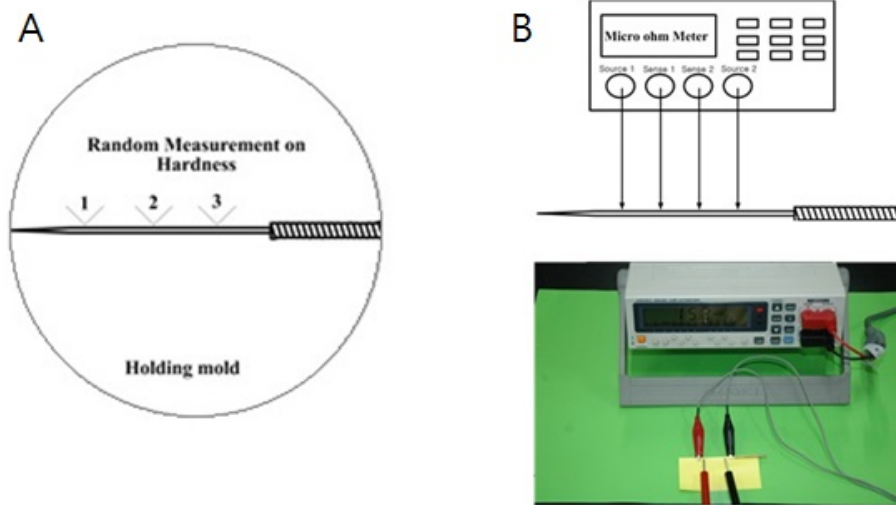 A
Random Measurement on
Hardness
1 2 3
Holding mold
B
Micro ohm Meter
Source 1 Sense 1 Sense 2 Source 2